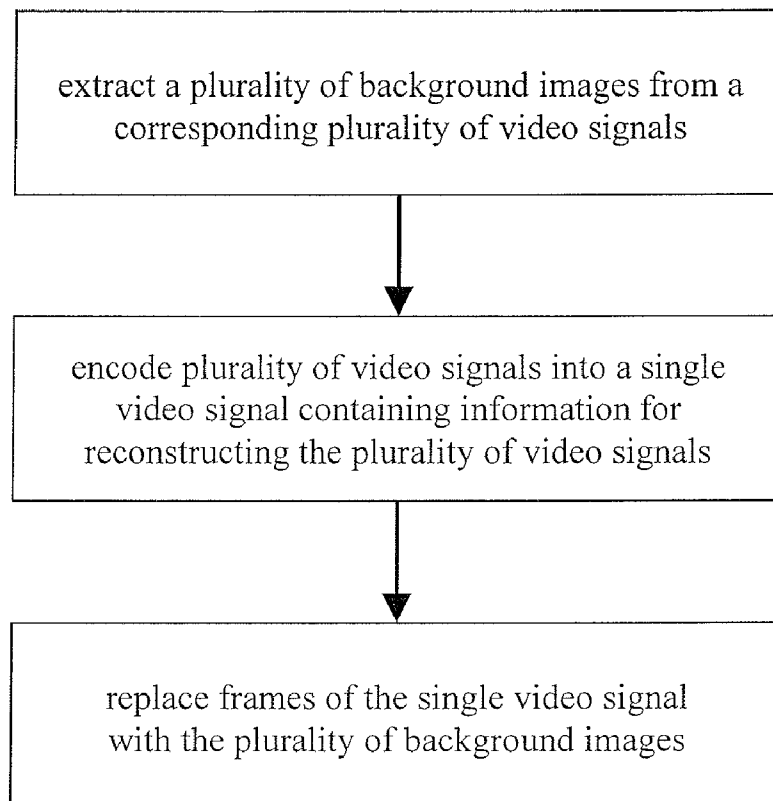 extract a plurality of background images from a
corresponding plurality of video signals
encode plurality of video signals into a single
video signal containing information for
reconstructing the plurality of video signals
replace frames of the single video signal
with the plurality of background images